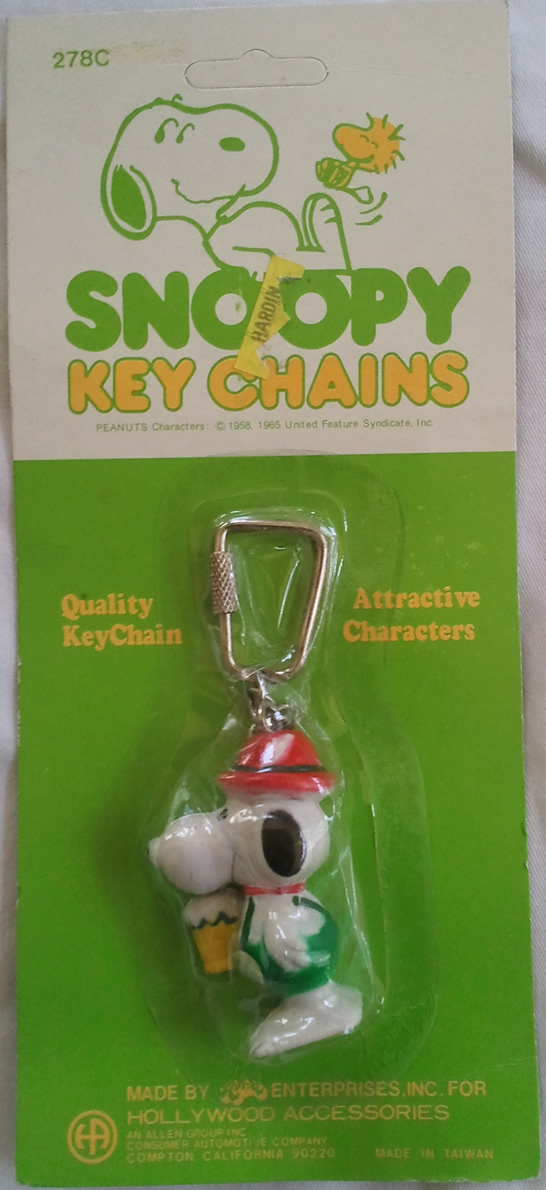 278C
SNOOPY
HARDIN
KEY CHAINS
PEANUTS Characters: © 1958, 1965 United Feature Syndicate, Inc.
Quality
KeyChain
Attractive
Characters
MADE BY ENTERPRISES, INC. FOR
HOLLYWOOD ACCESSORIES
AN ALLEN GROUP INC
CONSUMER AUTOMOTIVE COMPANY
COMPTON CALIFORNIA 90220
MADE IN TAIWAN
HA